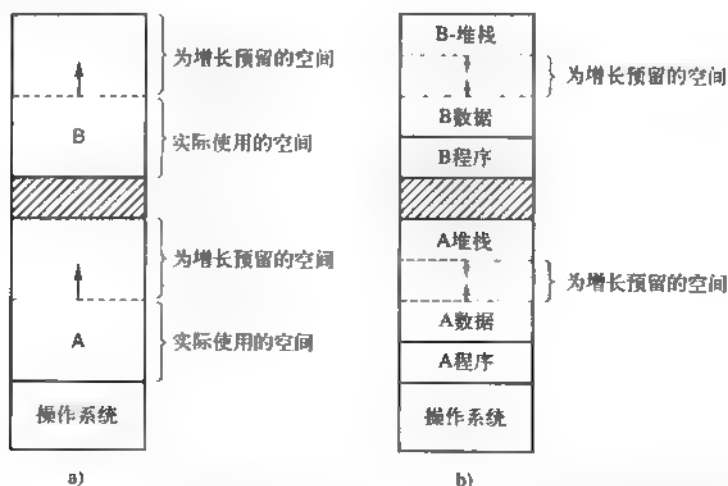 为增长预留的空间
B
实际使用的空间
为增长预留的空间
A
实际使用的空间
操作系统
a)
B-堆栈
为增长预留的空间
B数据
B程序
A堆栈
为增长预留的空间
A数据
A程序
操作系统
b)